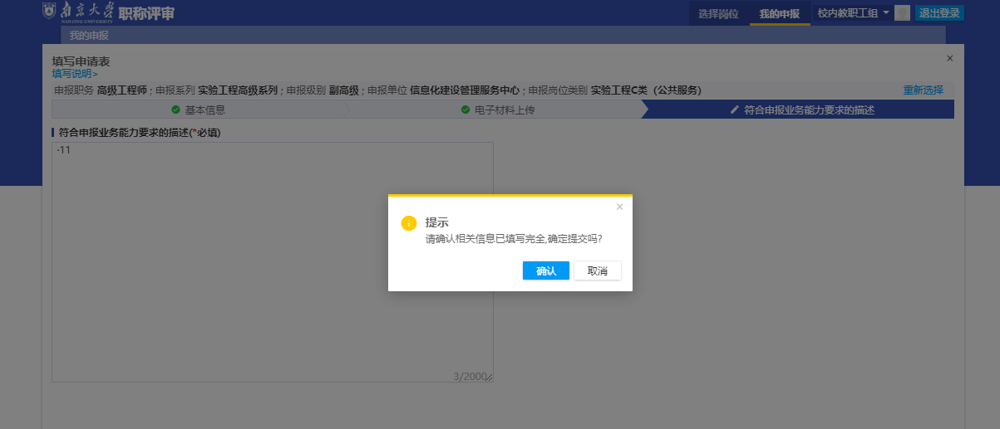 南京大学 职称评审
NANJING UNIVERSITY
选择岗位 我的申报 校内教职工组 退出登录
我的申报
填写申请表 ×
填写说明>
申报职务 高级工程师 ; 申报系列 实验工程高级系列 ; 申报级别 副高级 ; 申报单位 信息化建设管理服务中心 ; 申报岗位类别 实验工程C类（公共服务） 重新选择
基本信息 电子材料上传 符合申报业务能力要求的描述
符合申报业务能力要求的描述(*必填)
·11
×
提示
请确认相关信息已填写完全,确定提交吗?
确认 取消
3/2000